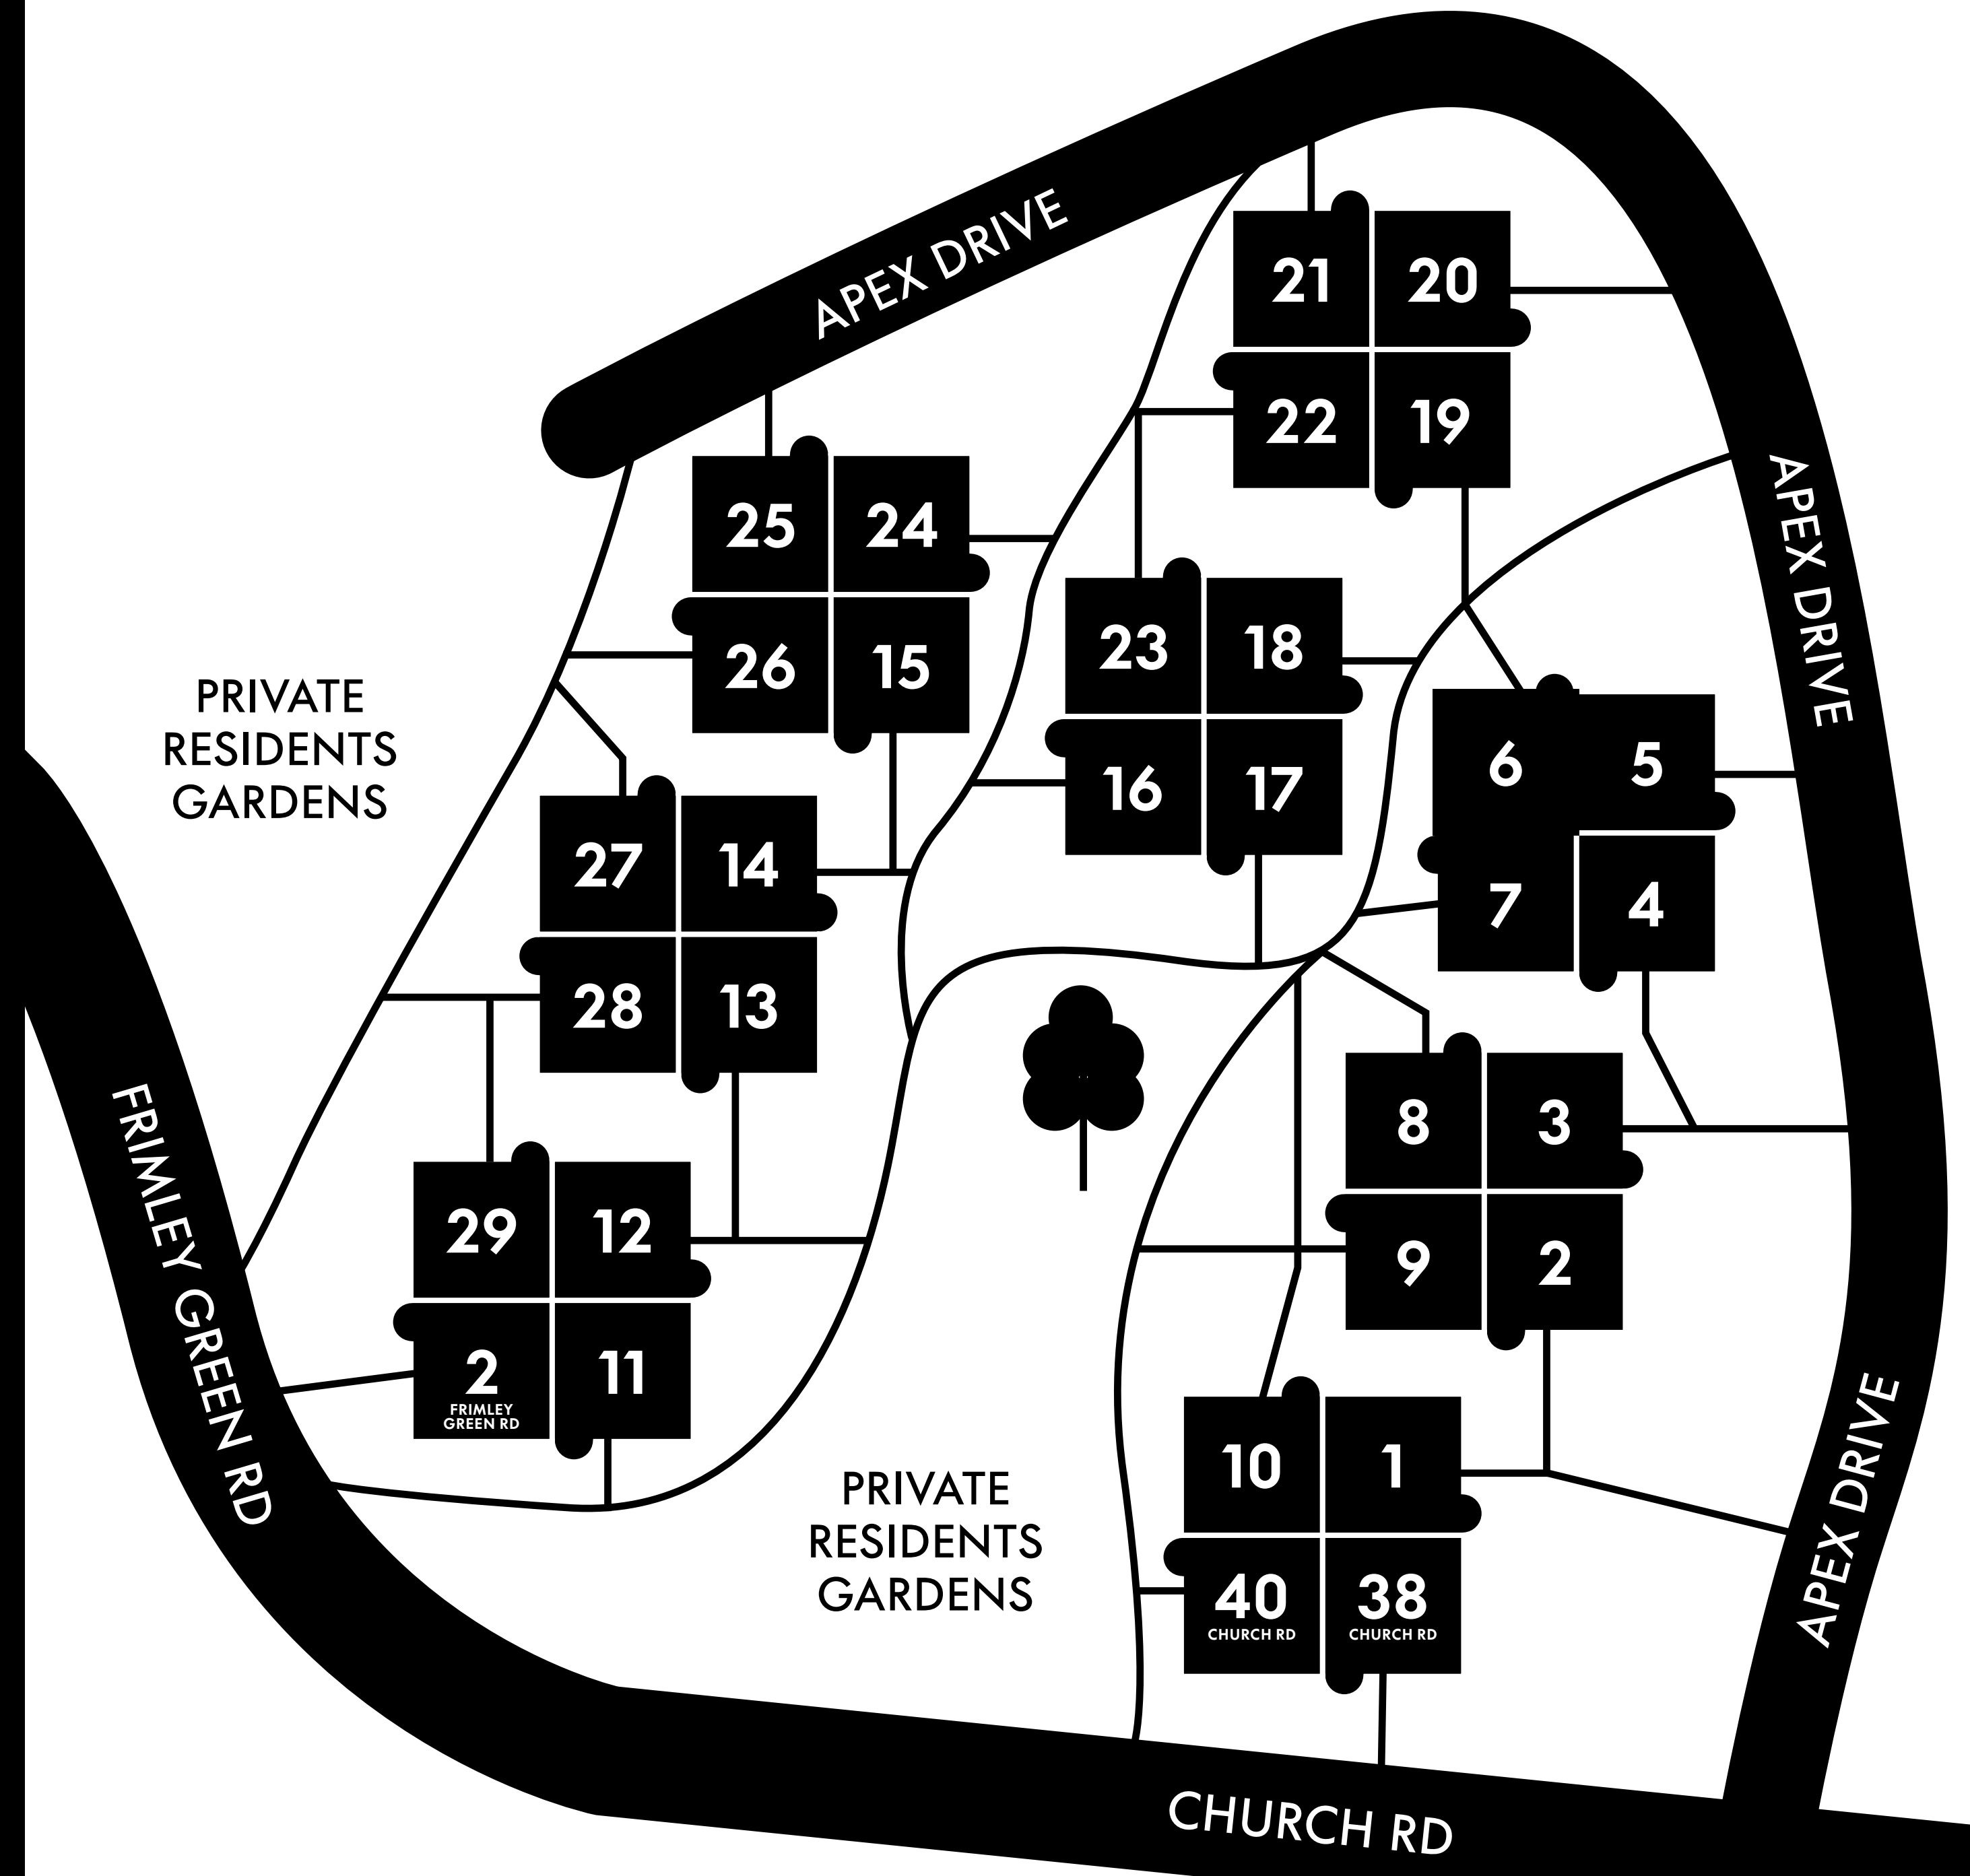 APEX DRIVE
21
20
22
19
APEX DRIVE
25
24
26
15
23
18
16
17
6
5
7
4
PRIVATE
RESIDENTS
GARDENS
27
14
28
13
FRIMLEY GREEN RD
29
12
2
FRIMLEY
GREEN RD
11
8
3
9
2
PRIVATE
RESIDENTS
GARDENS
10
1
40
CHURCH RD
38
CHURCH RD
APEX DRIVE
CHURCH RD